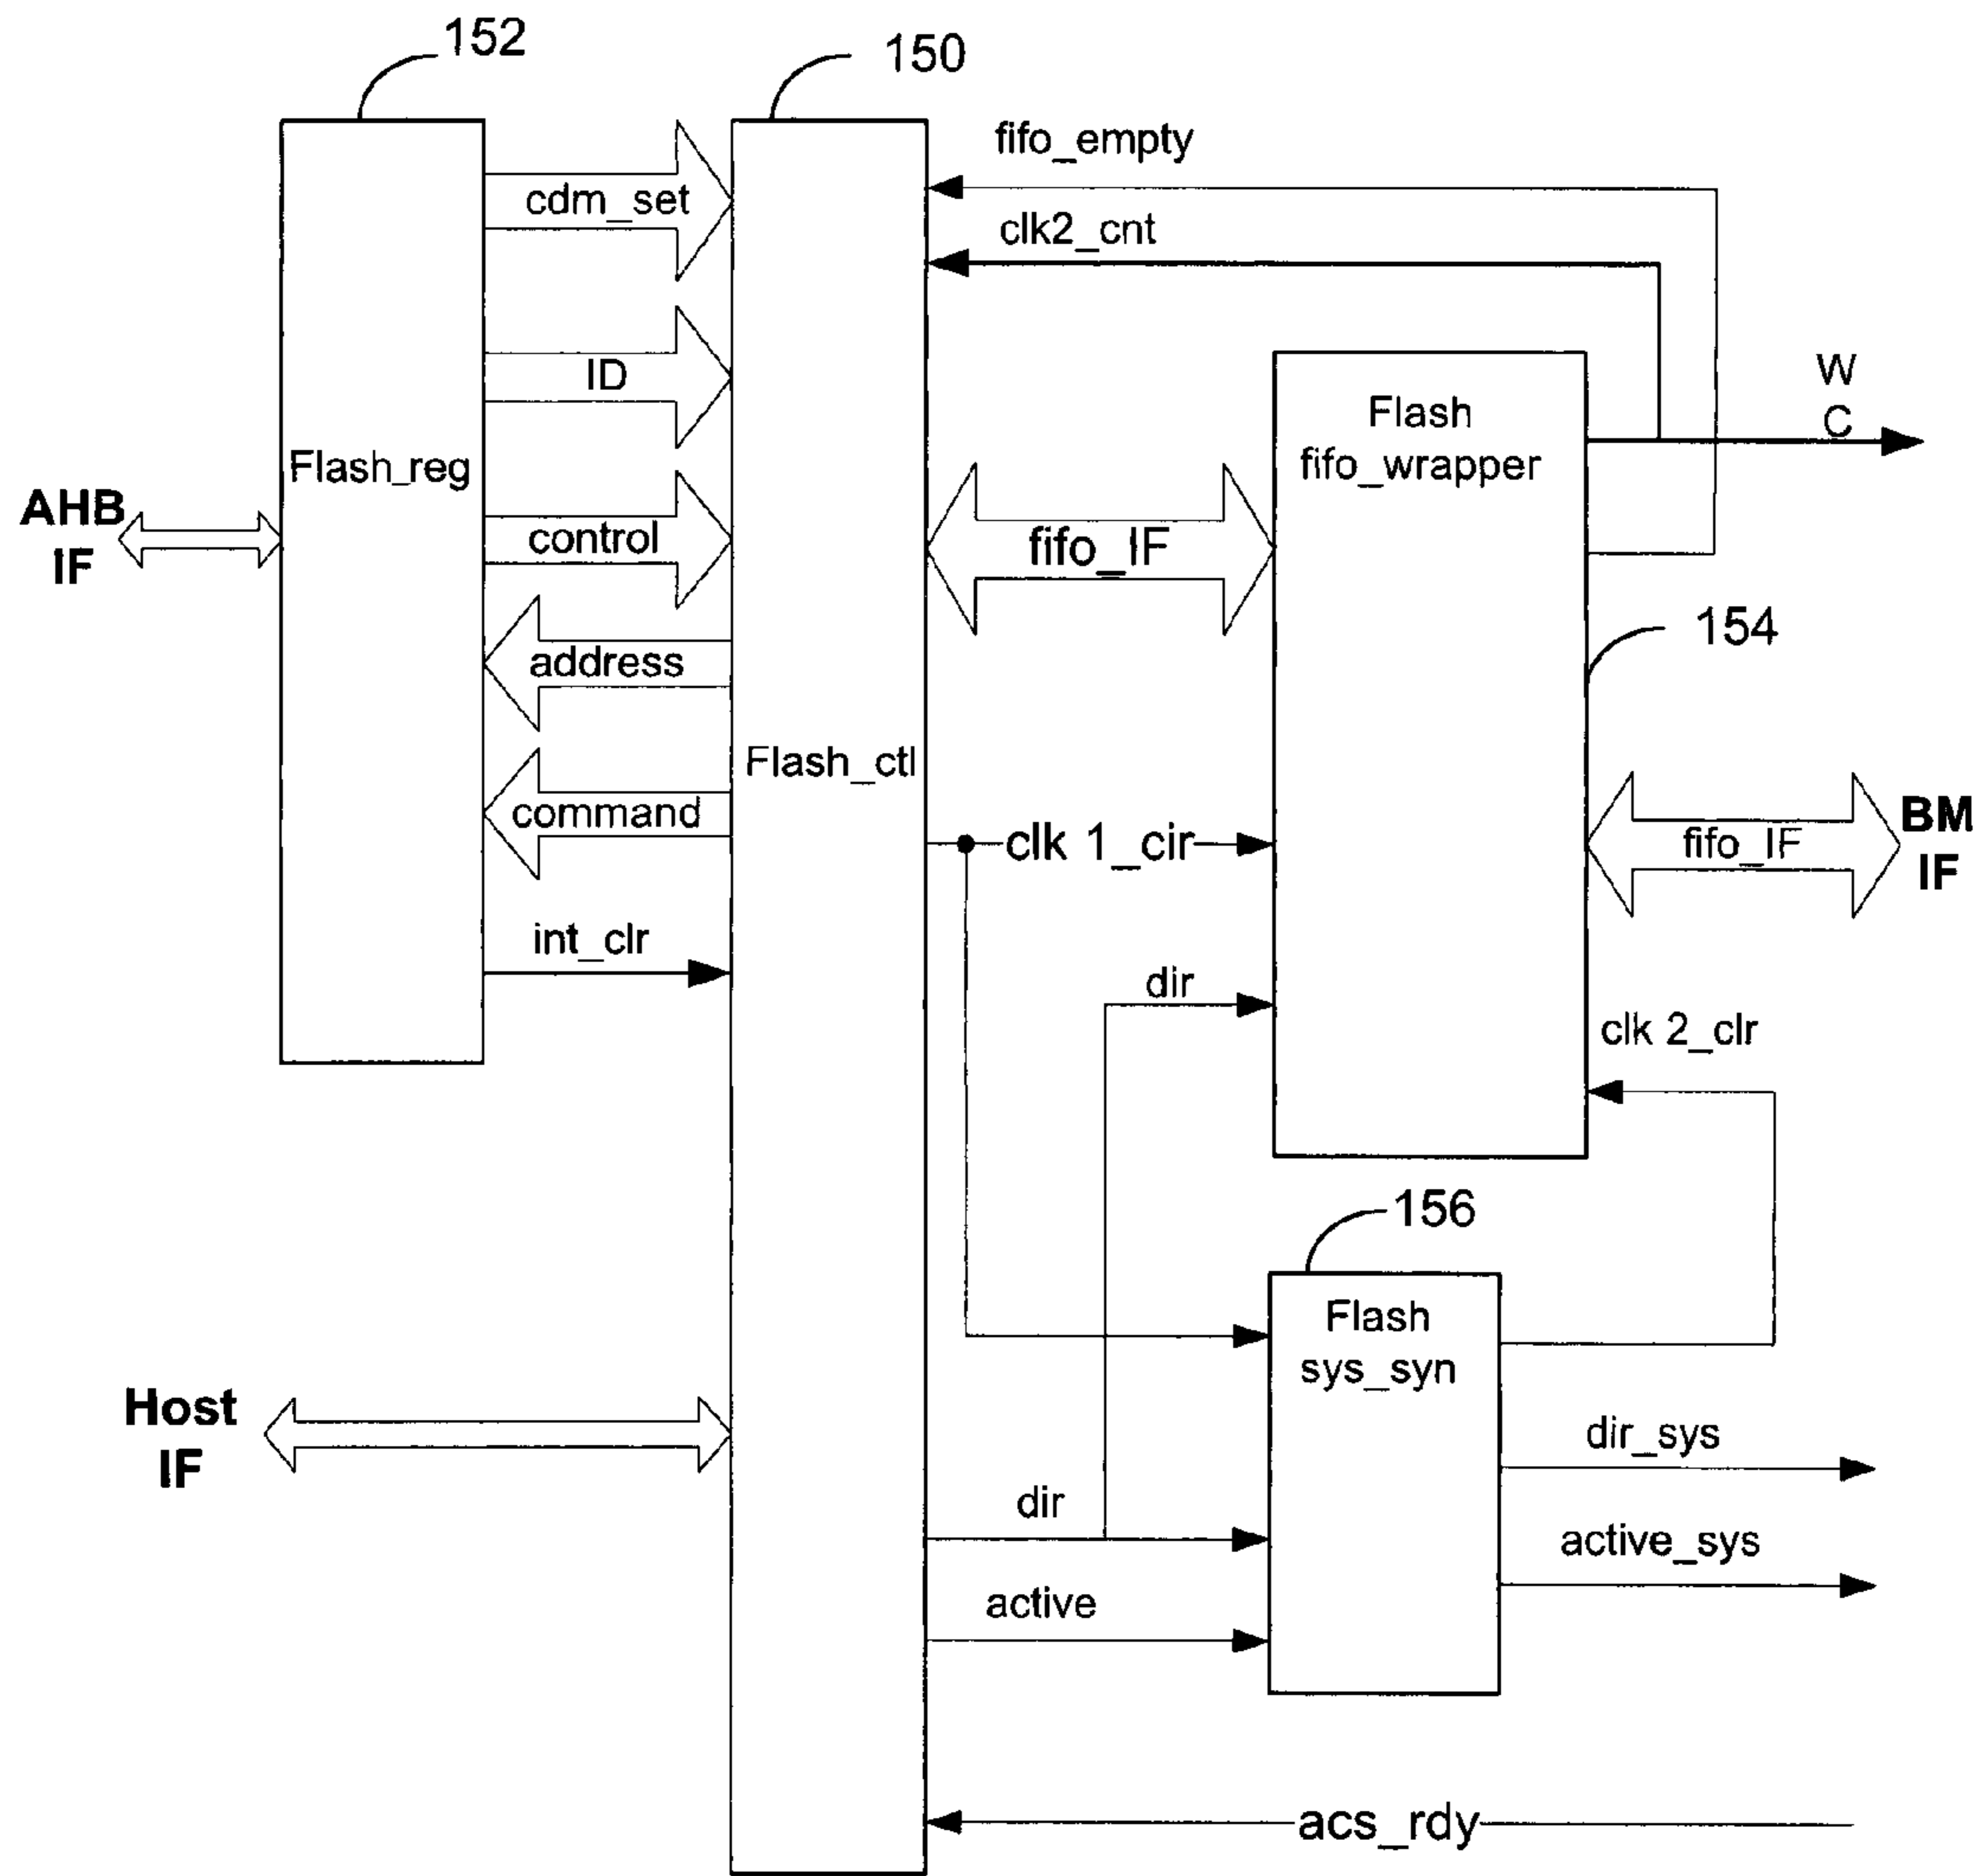 152
150
fifo_empty
cdm_set
clk2_cnt
ID
W
C
Flash
fifo_wrapper
Flash_reg
AHB
IF
control
fifo_IF
154
address
Flash_ctl
command
clk 1_cir
fifo_IF
BM
IF
int_clr
dir
clk 2_clr
156
Flash
sys_syn
Host
IF
dir_sys
dir
active_sys
active
acs_rdy